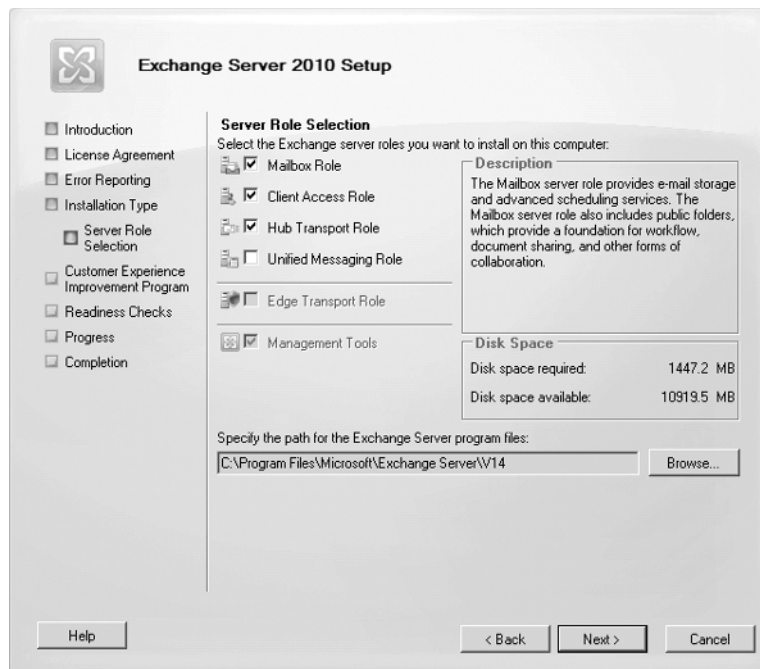 Exchange Server 2010 Setup
Introduction
License Agreement
Error Reporting
Installation Type
Server Role
Selection
Customer Experience
Improvement Program
Readiness Checks
Progress
Completion
Server Role Selection
Select the Exchange server roles you want to install on this computer:
Mailbox Role
Client Access Role
Hub Transport Role
Unified Messaging Role
Edge Transport Role
Management Tools
Description
The Mailbox server role provides e-mail storage
and advanced scheduling services. The
Mailbox server role also includes public folders,
which provide a foundation for workflow,
document sharing, and other forms of
collaboration.
Disk Space
Disk space required: 1447.2 MB
Disk space available: 10919.5 MB
Specify the path for the Exchange Server program files:
C:\Program Files\Microsoft\Exchange Server\V14
Browse...
Help
< Back
Next >
Cancel